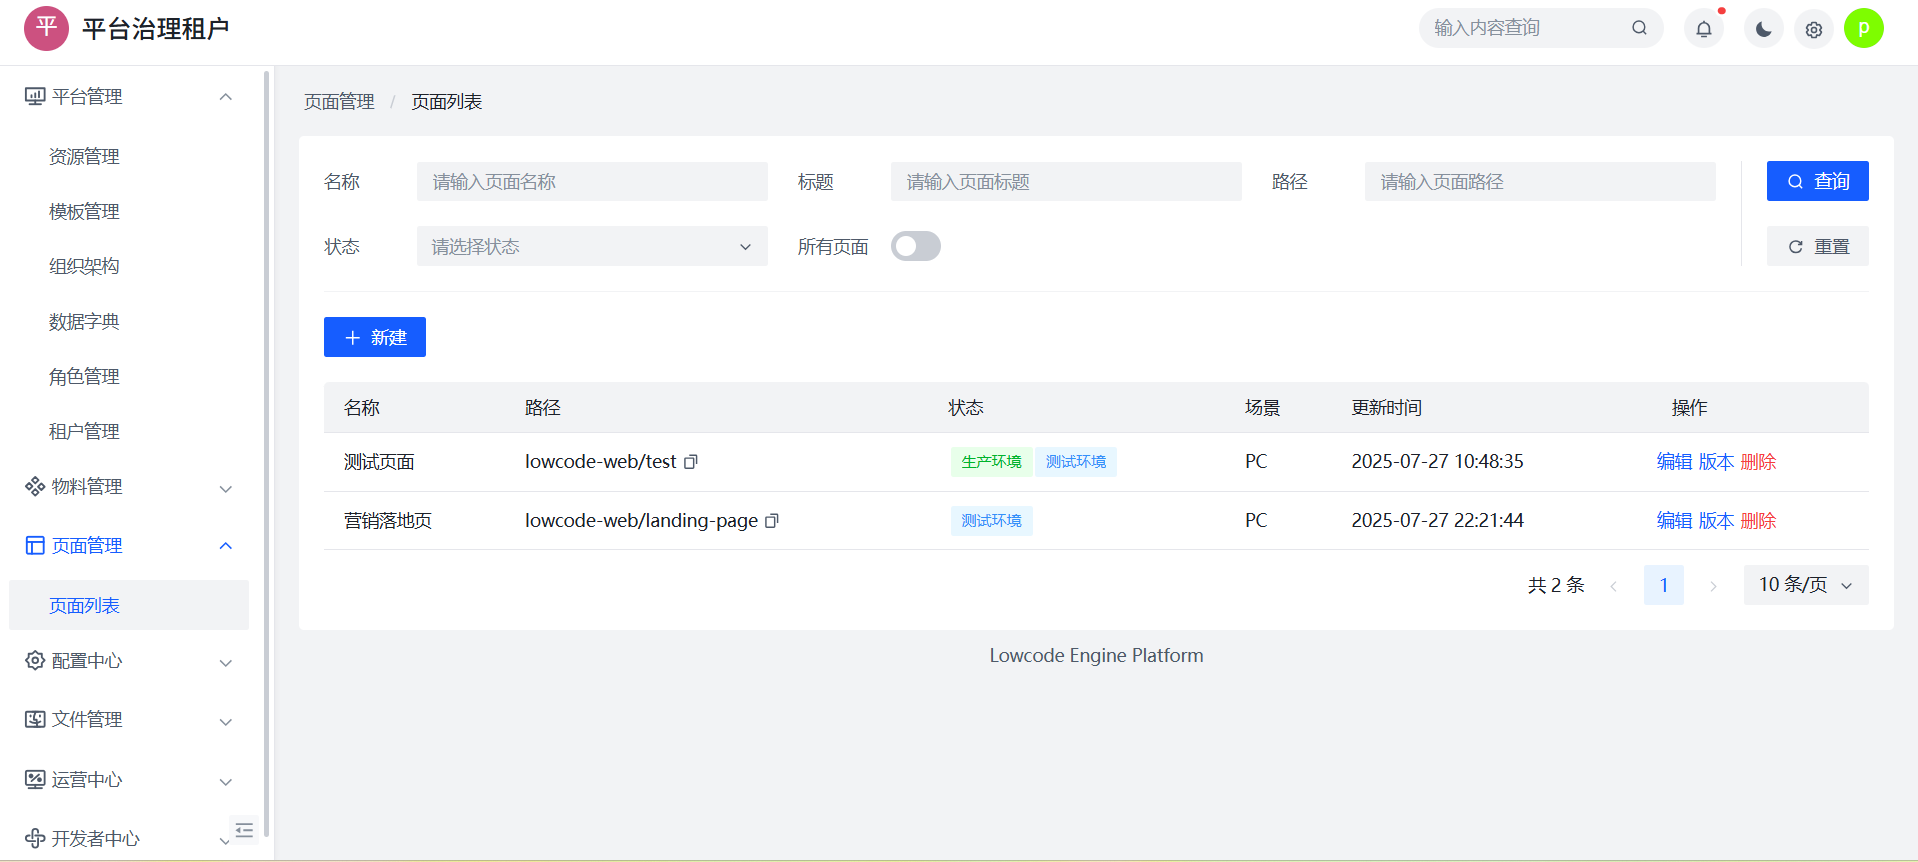 平 平台治理租户
输入内容查询
p
平台管理
资源管理
模板管理
组织架构
数据字典
角色管理
租户管理
物料管理
页面管理
页面列表
配置中心
文件管理
运营中心
开发者中心
页面管理 / 页面列表
名称 请输入页面名称 标题 请输入页面标题 路径 请输入页面路径 查询
状态 请选择状态 所有页面 重置
新建
名称 路径 状态 场景 更新时间 操作
测试页面 lowcode-web/test 生产环境 测试环境 PC 2025-07-27 10:48:35 编辑 版本 删除
营销落地页 lowcode-web/landing-page 测试环境 PC 2025-07-27 22:21:44 编辑 版本 删除
共 2 条 1 10 条/页
Lowcode Engine Platform